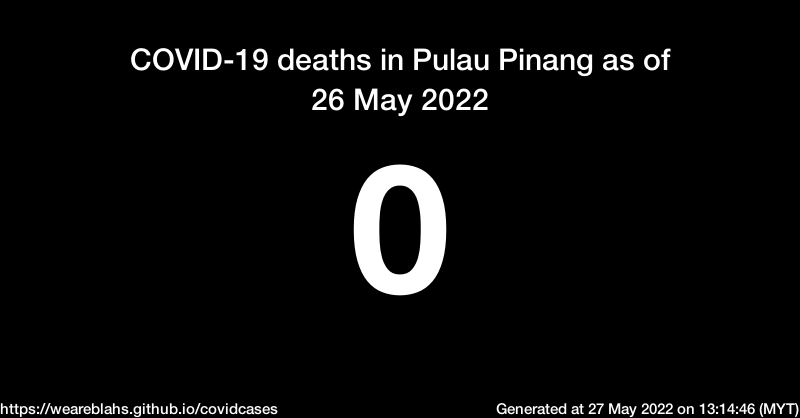 COVID-19 deaths in Pulau Pinang as of
26 May 2022
0
https://weareblahs.github.io/covidcases
Generated at 27 May 2022 on 13:14:46 (MYT)